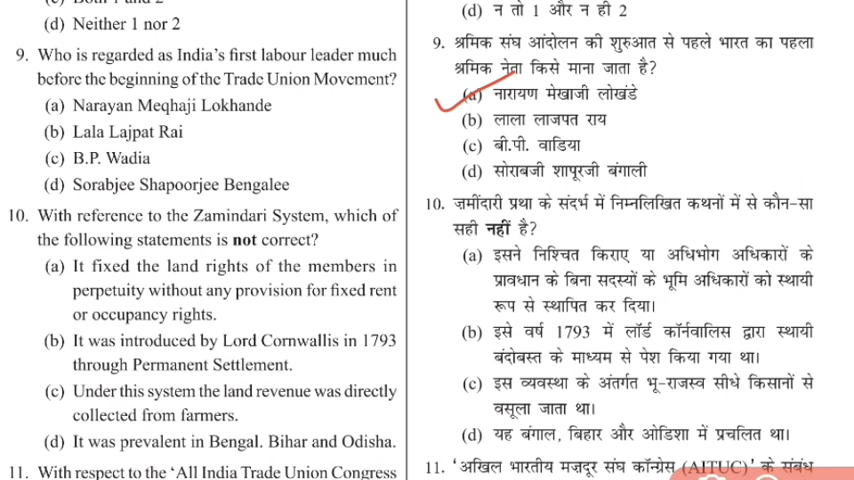 (c) Both 1 and 2
(d) Neither 1 nor 2
9. Who is regarded as India's first labour leader much
before the beginning of the Trade Union Movement?
(a) Narayan Meqhaji Lokhande
(b) Lala Lajpat Rai
(c) B.P. Wadia
(d) Sorabjee Shapoorjee Bengalee
10. With reference to the Zamindari System, which of
the following statements is not correct?
(a) It fixed the land rights of the members in
perpetuity without any provision for fixed rent
or occupancy rights.
(b) It was introduced by Lord Cornwallis in 1793
through Permanent Settlement.
(c) Under this system the land revenue was directly
collected from farmers.
(d) It was prevalent in Bengal. Bihar and Odisha.
11. With respect to the 'All India Trade Union Congress
(d) न तो 1 और न ही 2
9. श्रमिक संघ आंदोलन की शुरुआत से पहले भारत का पहला
श्रमिक नेता किसे माना जाता है?
(a) नारायण मेखाजी लोखंडे
(b) लाला लाजपत राय
(c) बी.पी. वाडिया
(d) सोराबजी शापूरजी बंगाली
10. ज़मींदारी प्रथा के संदर्भ में निम्नलिखित कथनों में से कौन-सा
सही नहीं है?
(a) इसने निश्चित किराए या अधिभोग अधिकारों के
प्रावधान के बिना सदस्यों के भूमि अधिकारों को स्थायी
रूप से स्थापित कर दिया।
(b) इसे वर्ष 1793 में लॉर्ड कॉर्नवालिस द्वारा स्थायी
बंदोबस्त के माध्यम से पेश किया गया था।
(c) इस व्यवस्था के अंतर्गत भू-राजस्व सीधे किसानों से
वसूला जाता था।
(d) यह बंगाल, बिहार और ओडिशा में प्रचलित था।
11. 'अखिल भारतीय मज़दूर संघ कॉन्ग्रेस (AITUC)' के संबंध